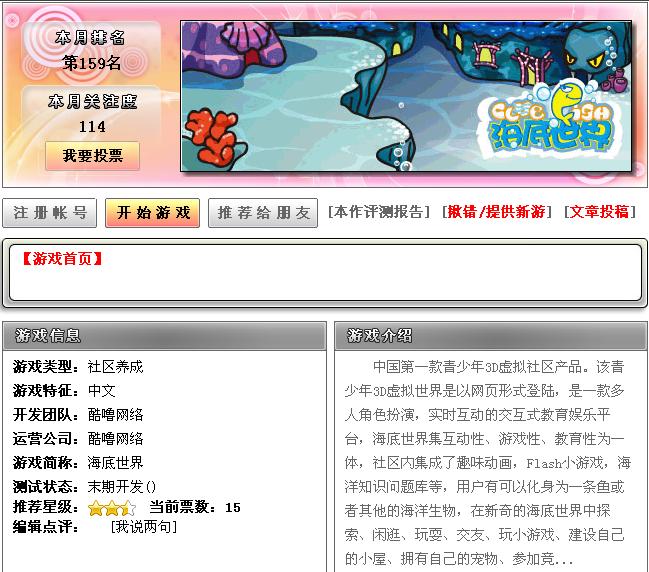 本月排名
第159名
本月关注度
114
我要投票
海底世界
注册帐号 开始游戏 推荐给朋友 [本作评测报告] [揪错/提供新游] [文章投稿]
【游戏首页】
游戏信息
游戏类型：社区养成
游戏特征：中文
开发团队：酷噜网络
运营公司：酷噜网络
游戏简称：海底世界
测试状态：末期开发()
推荐星级： 当前票数：15
编辑点评： [我说两句]
游戏介绍
中国第一款青少年3D虚拟社区产品。该青
少年3D虚拟世界是以网页形式登陆，是一款多
人角色扮演，实时互动的交互式教育娱乐平
台，海底世界集互动性、游戏性、教育性为一
体，社区内集成了趣味动画，Flash小游戏，海
洋知识问题库等，用户有可以化身为一条鱼或
者其他的海洋生物，在新奇的海底世界中探
索、闲逛、玩耍、交友、玩小游戏、建设自己
的小屋、拥有自己的宠物、参加竞...